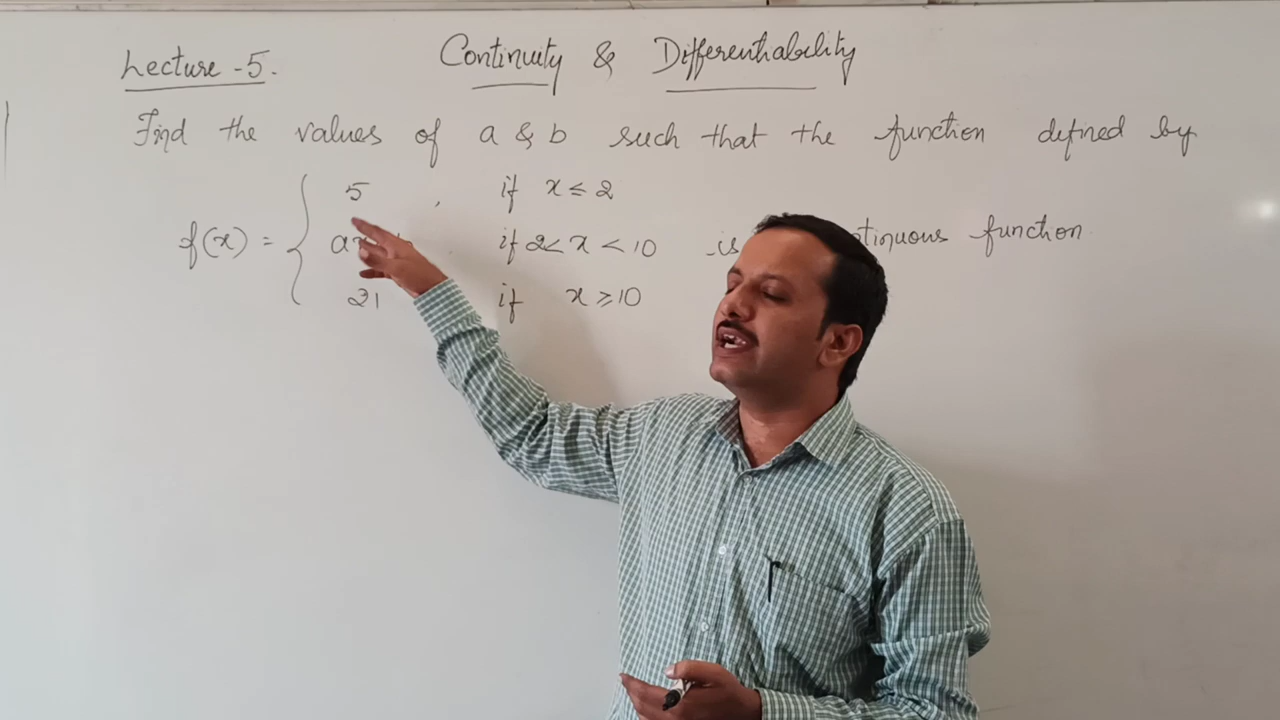 Lecture -5. Continuity & Differentiability
Find the values of a & b such that the function defined by
5 , if x ≤ 2
f(x) = { if 2 < x < 10 is function
21 if x ≥ 10